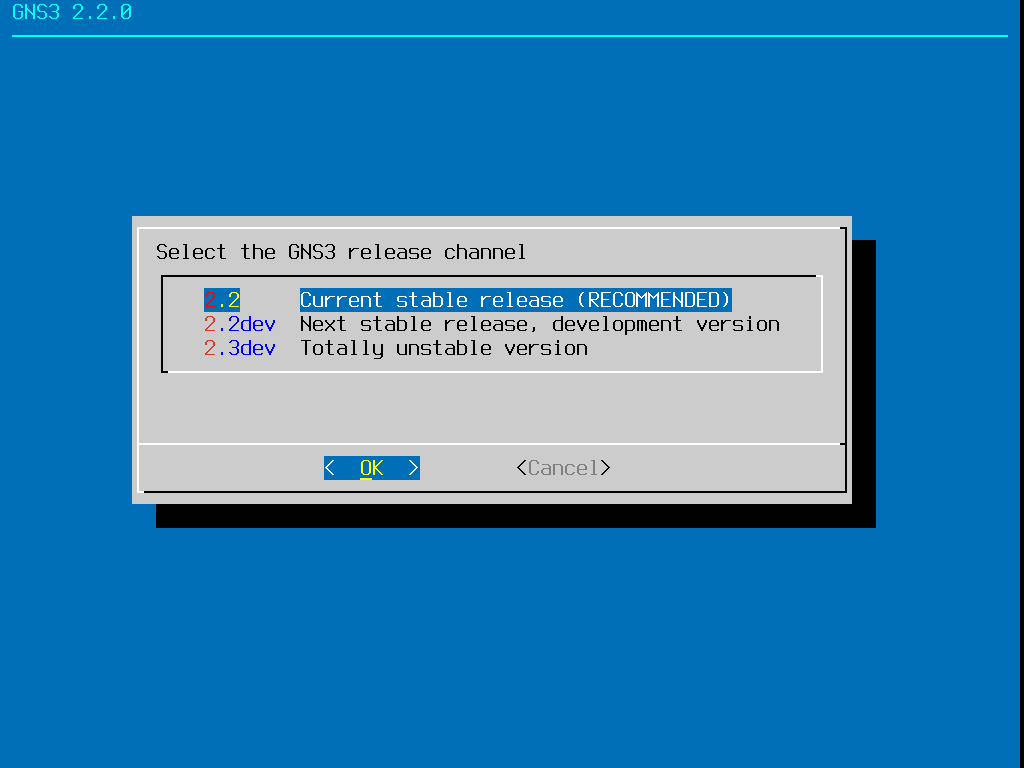 GNS3 2.2.0
Select the GNS3 release channel
2.2 Current stable release (RECOMMENDED)
2.2dev Next stable release, development version
2.3dev Totally unstable version
< OK > <Cancel>